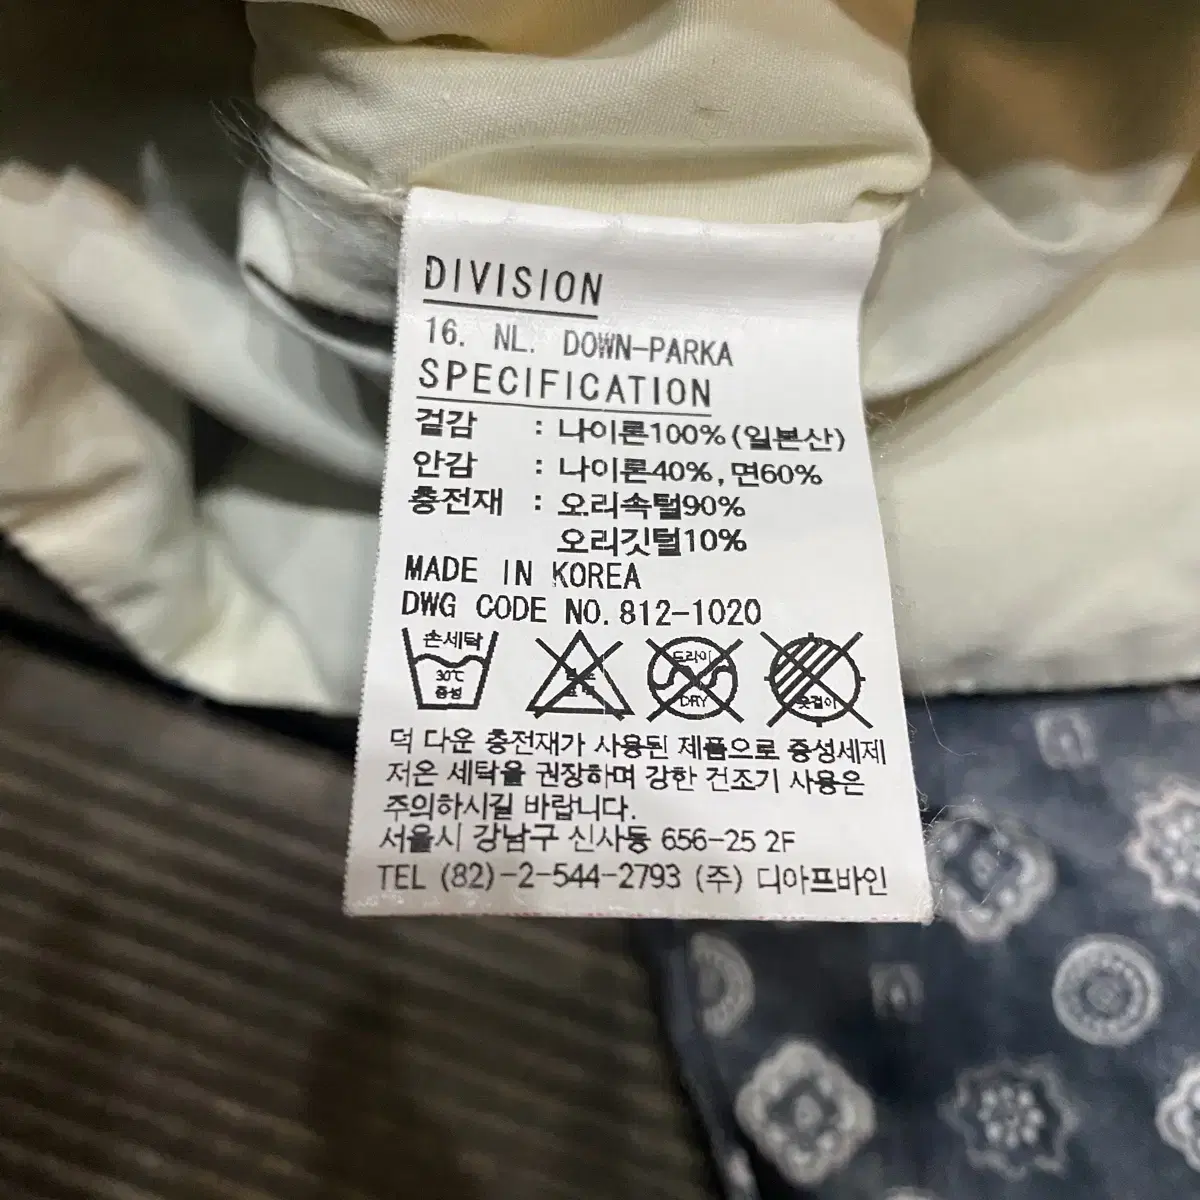 DIVISION
16. NL. DOWN-PARKA
SPECIFICATION
겉감 : 나이론100%(일본산)
안감 : 나이론40%,면60%
충전재 : 오리솜털90%
오리깃털10%
MADE IN KOREA
DWG CODE NO.812-1020
손세탁
30℃
중성
드라이
DRY
옷걸이
덕 다운 충전재가 사용된 제품으로 중성세제
저온 세탁을 권장하며 강한 건조기 사용은
주의하시길 바랍니다.
서울시 강남구 신사동 656-25 2F
TEL (82)-2-544-2793 (주) 디아프바인